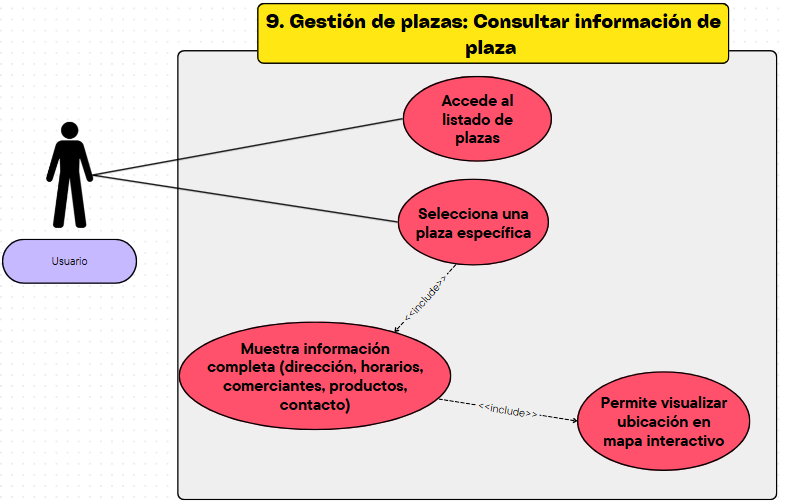 9. Gestión de plazas: Consultar información de
plaza
Accede al
listado de
plazas
Usuario
Selecciona una
plaza específica
<<include>>
Muestra información
completa (dirección, horarios,
comerciantes, productos,
contacto)
<<include>>
Permite visualizar
ubicación en
mapa interactivo